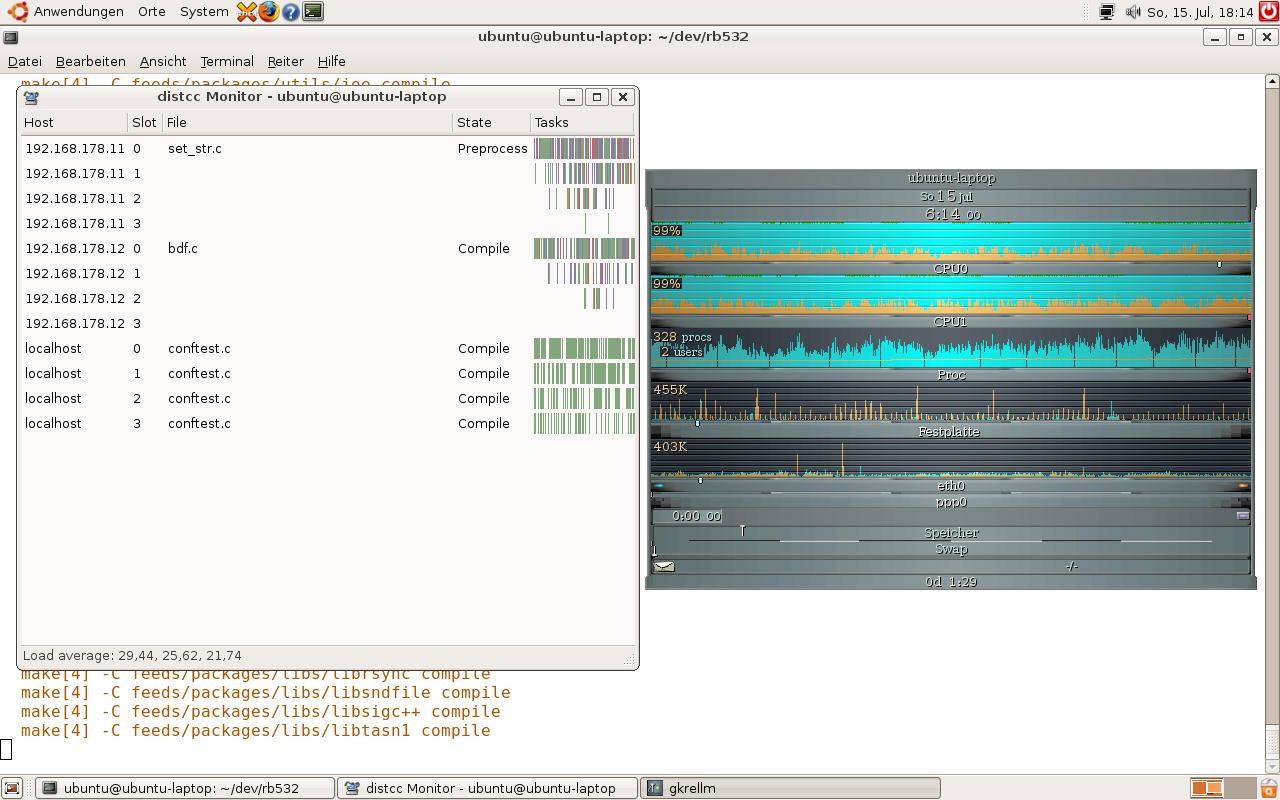 Anwendungen Orte System So, 15. Jul, 18:14
ubuntu@ubuntu-laptop: ~/dev/rb532
Datei Bearbeiten Ansicht Terminal Reiter Hilfe
make[4] -C feeds/packages/utils/joe compile
distcc Monitor - ubuntu@ubuntu-laptop
Host Slot File State Tasks
192.168.178.11 0 set_str.c Preprocess
192.168.178.11 1
192.168.178.11 2
192.168.178.11 3
192.168.178.12 0 bdf.c Compile
192.168.178.12 1
192.168.178.12 2
192.168.178.12 3
localhost 0 conftest.c Compile
localhost 1 conftest.c Compile
localhost 2 conftest.c Compile
localhost 3 conftest.c Compile
Load average: 29,44, 25,62, 21,74
ubuntu-laptop
So 15 Jul
6:14 00
99%
CPU0
99%
CPU1
328 procs
2 users
Proc
455K
Festplatte
403K
eth0
ppp0
0:00 00
Speicher
Swap
-/-
0d 1:29
make[4] -C feeds/packages/libs/librsync compile
make[4] -C feeds/packages/libs/libsndfile compile
make[4] -C feeds/packages/libs/libsigc++ compile
make[4] -C feeds/packages/libs/libtasn1 compile
ubuntu@ubuntu-laptop: ~/dev/rb532 distcc Monitor - ubuntu@ubuntu-laptop gkrellm